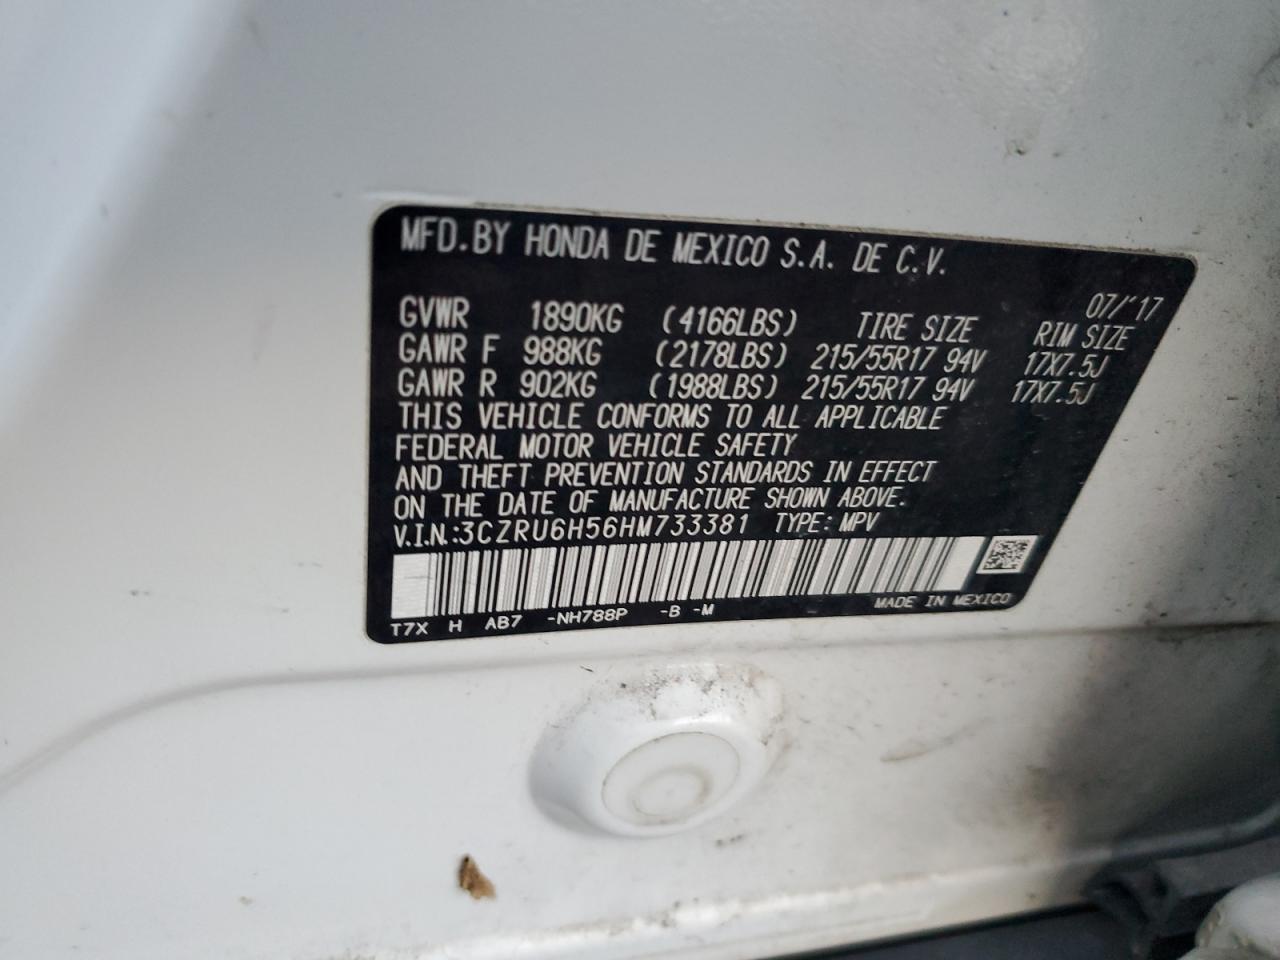 MFD.BY HONDA DE MEXICO S.A. DE C.V.
07/'17
GVWR 1890KG (4166LBS) TIRE SIZE RIM SIZE
GAWR F 988KG (2178LBS) 215/55R17 94V 17X7.5J
GAWR R 902KG (1988LBS) 215/55R17 94V 17X7.5J
THIS VEHICLE CONFORMS TO ALL APPLICABLE
FEDERAL MOTOR VEHICLE SAFETY
AND THEFT PREVENTION STANDARDS IN EFFECT
ON THE DATE OF MANUFACTURE SHOWN ABOVE.
V.I.N.:3CZRU6H56HM733381 TYPE: MPV
T7X H AB7 -NH788P -B -M MADE IN MEXICO